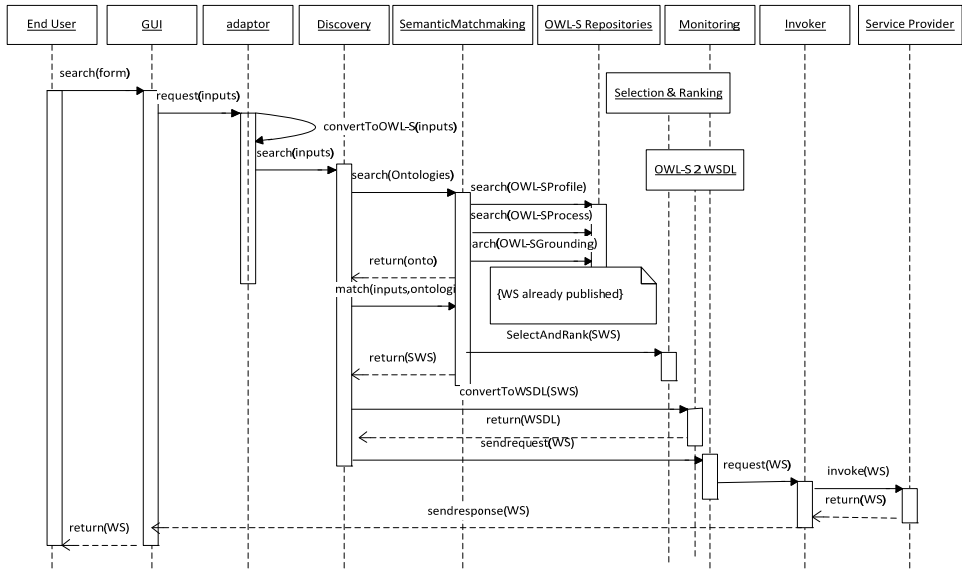 End User
GUI
adaptor
Discovery
SemanticMatchmaking
OWL-S Repositories
Monitoring
Invoker
Service Provider
search(form)
Selection & Ranking
request(inputs)
convertToOWL-S(inputs)
search(inputs)
OWL-S 2 WSDL
search(Ontologies)
search(OWL-SProfile)
search(OWL-SProcess)
arch(OWL-SGrounding)
return(onto)
match(inputs,ontologi
{WS already published}
SelectAndRank(SWS)
return(SWS)
convertToWSDL(SWS)
return(WSDL)
sendrequest(WS)
request(WS)
invoke(WS)
return(WS)
sendresponse(WS)
return(WS)